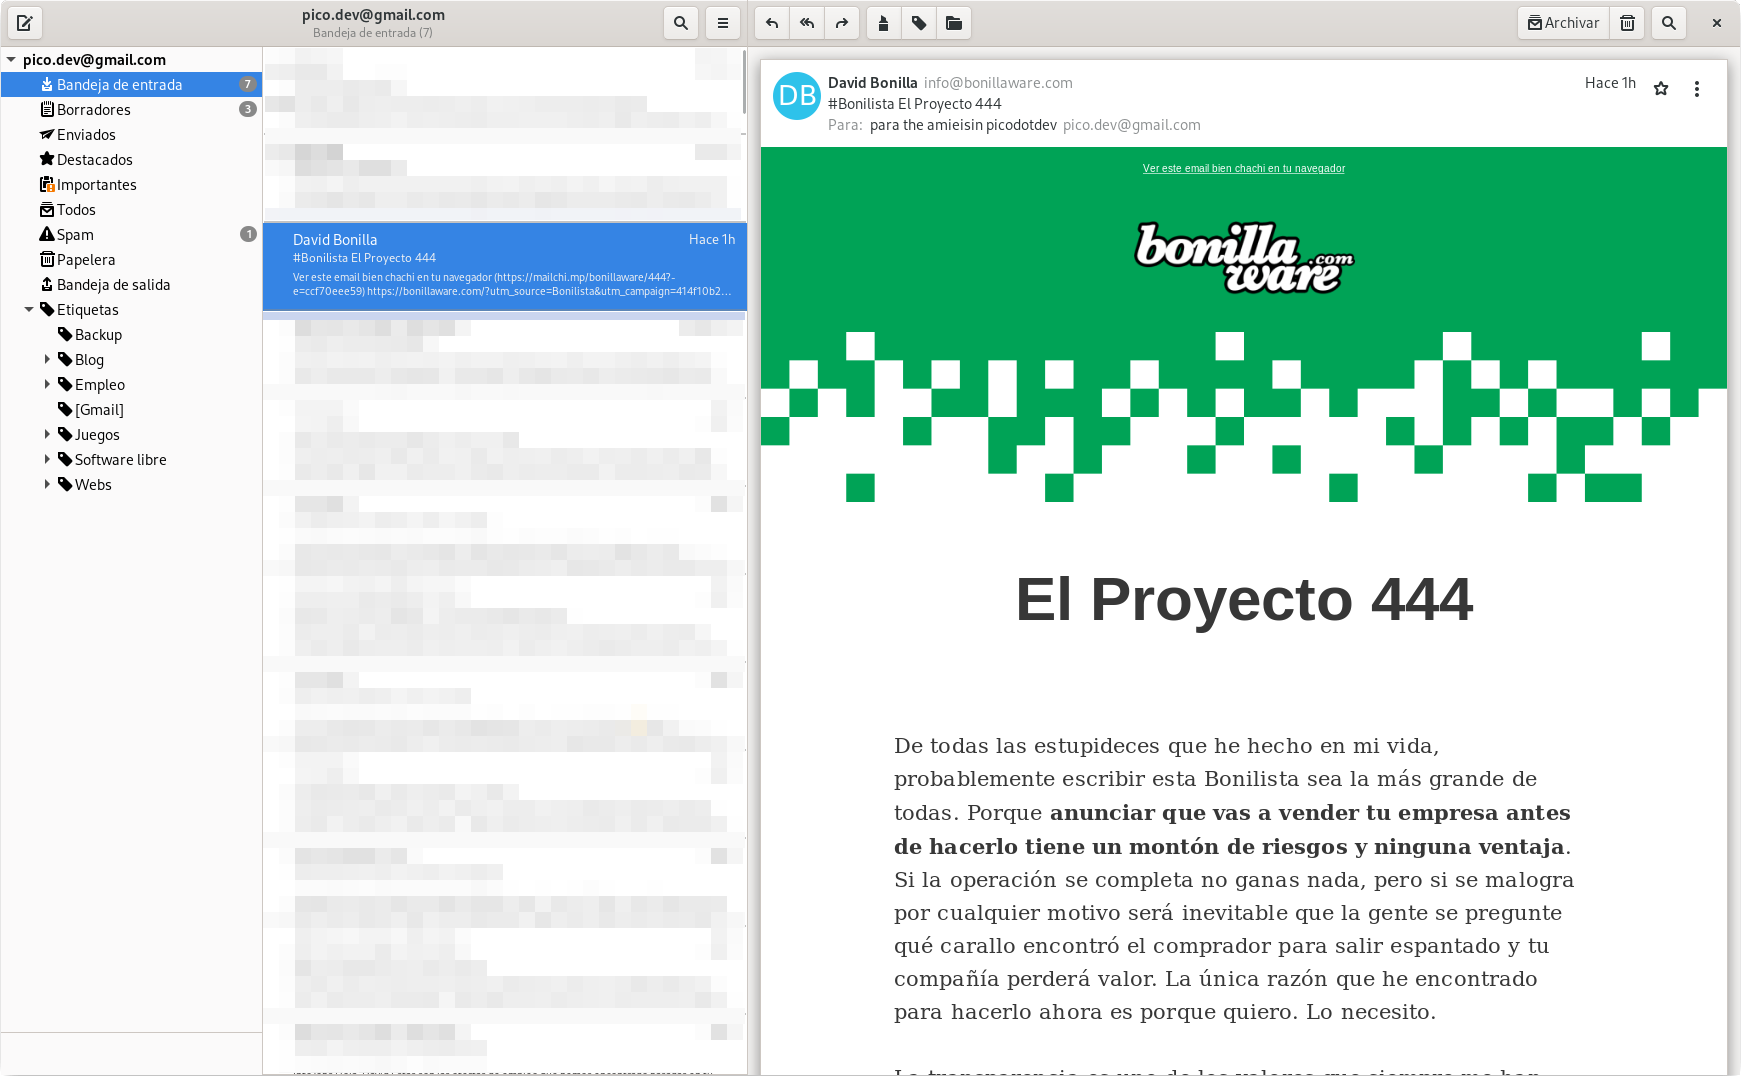 pico.dev@gmail.com
Bandeja de entrada (7)
Archivar
pico.dev@gmail.com
Bandeja de entrada 7
Borradores 3
Enviados
Destacados
Importantes
Todos
Spam 1
Papelera
Bandeja de salida
Etiquetas
Backup
Blog
Empleo
[Gmail]
Juegos
Software libre
Webs
David Bonilla Hace 1h
#Bonilista El Proyecto 444
Ver este email bien chachi en tu navegador (https://mailchi.mp/bonillaware/444?-
e=ccf70eee59) https://bonillaware.com/?utm_source=Bonilista&utm_campaign=414f10b2...
DB
David Bonilla info@bonillaware.com Hace 1h
#Bonilista El Proyecto 444
Para: para the amieisin picodotdev pico.dev@gmail.com
Ver este email bien chachi en tu navegador
bonilla
.com
ware
El Proyecto 444
De todas las estupideces que he hecho en mi vida,
probablemente escribir esta Bonilista sea la más grande de
todas. Porque anunciar que vas a vender tu empresa antes
de hacerlo tiene un montón de riesgos y ninguna ventaja.
Si la operación se completa no ganas nada, pero si se malogra
por cualquier motivo será inevitable que la gente se pregunte
qué carallo encontró el comprador para salir espantado y tu
compañía perderá valor. La única razón que he encontrado
para hacerlo ahora es porque quiero. Lo necesito.